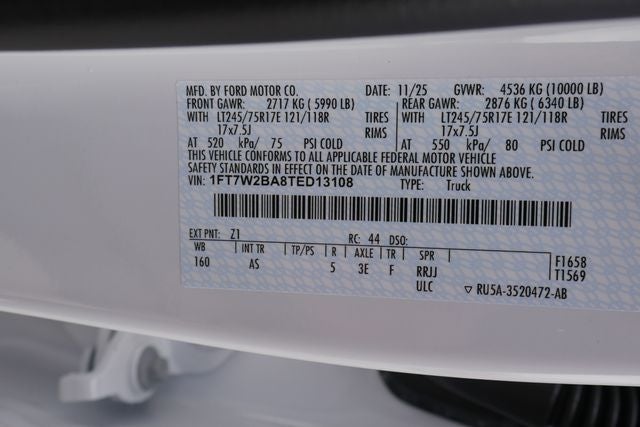 MFD. BY FORD MOTOR CO. DATE: 11/25 GVWR: 4536 KG (10000 LB)
FRONT GAWR: 2717 KG ( 5990 LB) REAR GAWR: 2876 KG ( 6340 LB)
WITH LT245/75R17E 121/118R TIRES WITH LT245/75R17E 121/118R TIRES
17x7.5J RIMS 17x7.5J RIMS
AT 520 kPa/ 75 PSI COLD AT 550 kPa/ 80 PSI COLD
THIS VEHICLE CONFORMS TO ALL APPLICABLE FEDERAL MOTOR VEHICLE
SAFETY STANDARDS IN EFFECT ON THE DATE OF MANUFACTURE SHOWN ABOVE.
VIN: 1FT7W2BA8TED13108 TYPE: Truck
EXT PNT: Z1 RC: 44 DSO:
WB INT TR TP/PS R AXLE TR SPR F1658
160 AS 5 3E F RRJJ T1569
ULC ▽ RU5A-3520472-AB